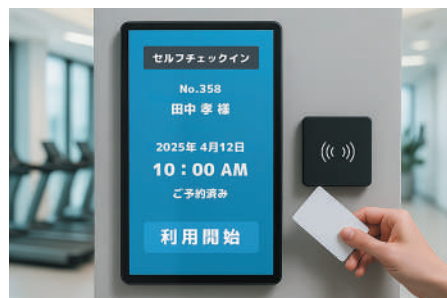 セルフチェックイン
No.358
田中 孝 様
2025年 4月12日
10：00 AM
ご予約済み
利用開始